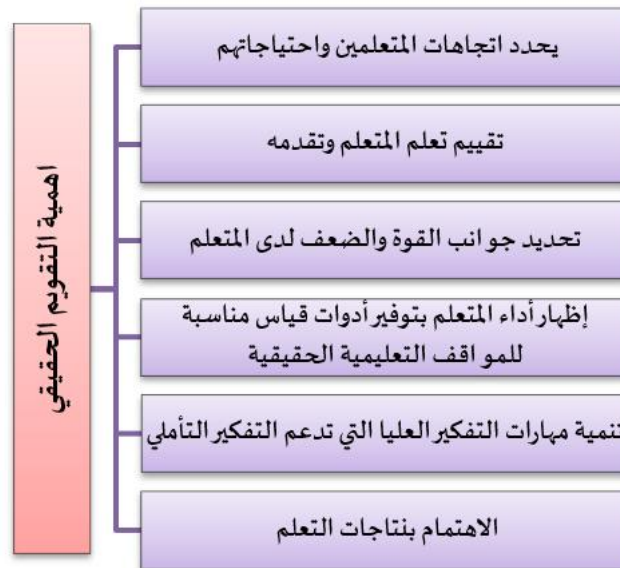 اهمية التقويم الحقيقي
يحدد اتجاهات المتعلمين واحتياجاتهم
تقييم تعلم المتعلم وتقدمه
تحديد جوانب القوة والضعف لدى المتعلم
إظهار أداء المتعلم بتوفير أدوات قياس مناسبة
للمواقف التعليمية الحقيقية
تنمية مهارات التفكير العليا التي تدعم التفكير التأملي
الاهتمام بنتاجات التعلم